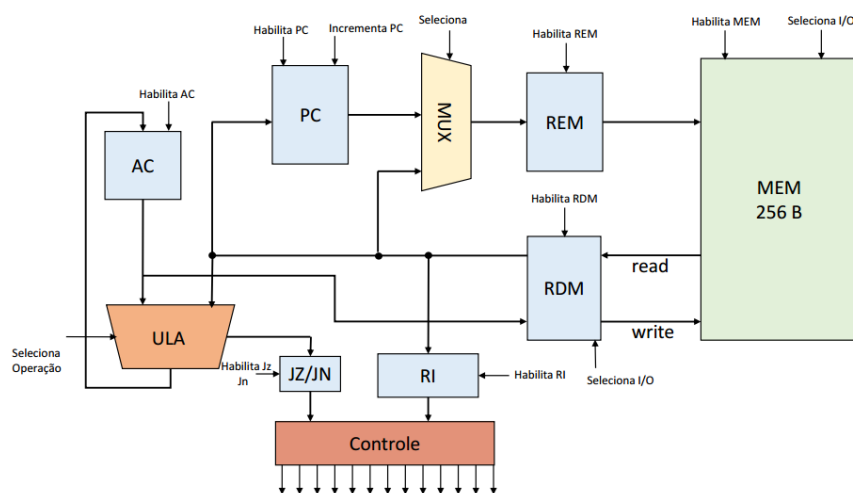 Habilita PC
Incrementa PC
Seleciona
Habilita REM
Habilita MEM
Seleciona I/O
Habilita AC
PC
MUX
REM
AC
MEM
256 B
Habilita RDM
read
RDM
write
ULA
Seleciona
Operação
Habilita Jz
Jn
JZ/JN
RI
Habilita RI
Seleciona I/O
Controle